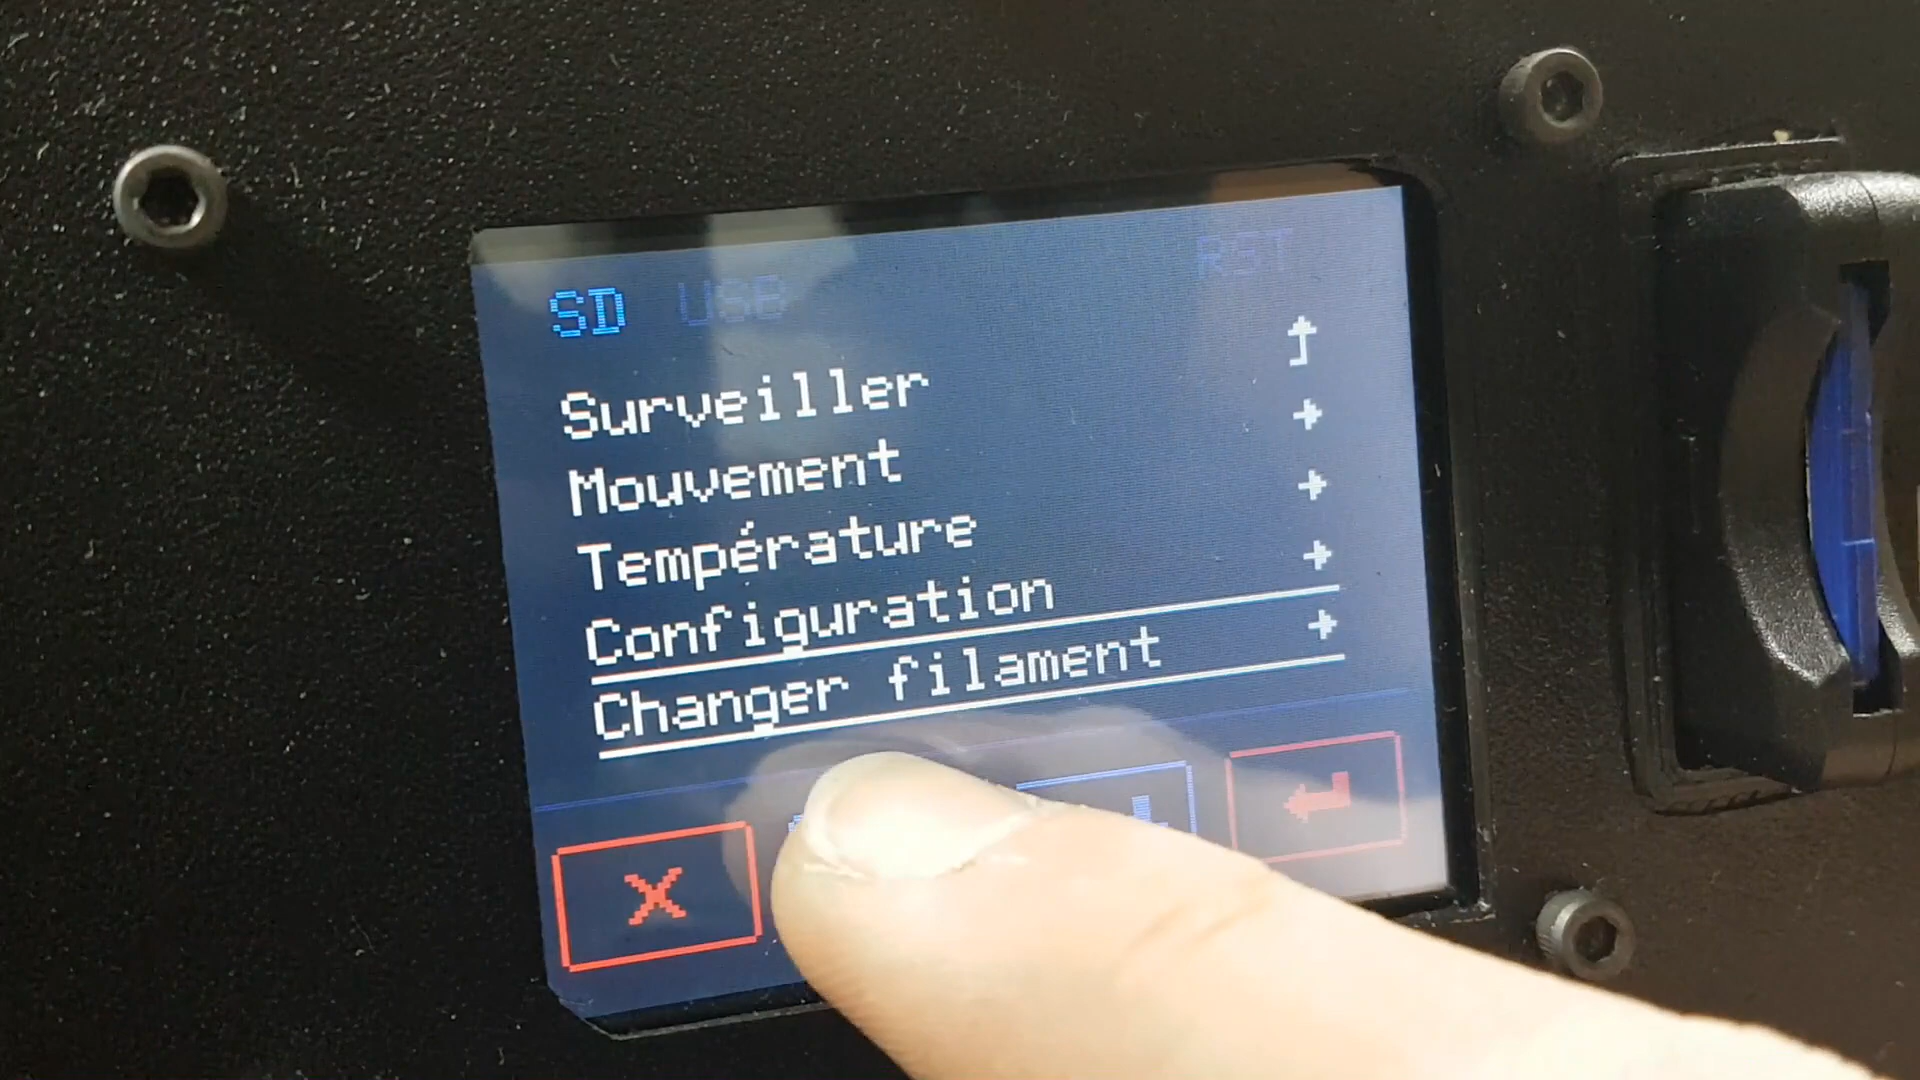 SD USB RST
Surveiller
Mouvement
Température
Configuration
Changer filament
X